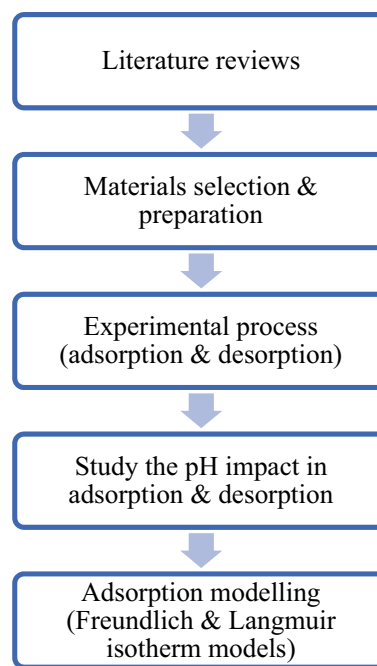 Literature reviews
Materials selection &
preparation
Experimental process
(adsorption & desorption)
Study the pH impact in
adsorption & desorption
Adsorption modelling
(Freundlich & Langmuir
isotherm models)